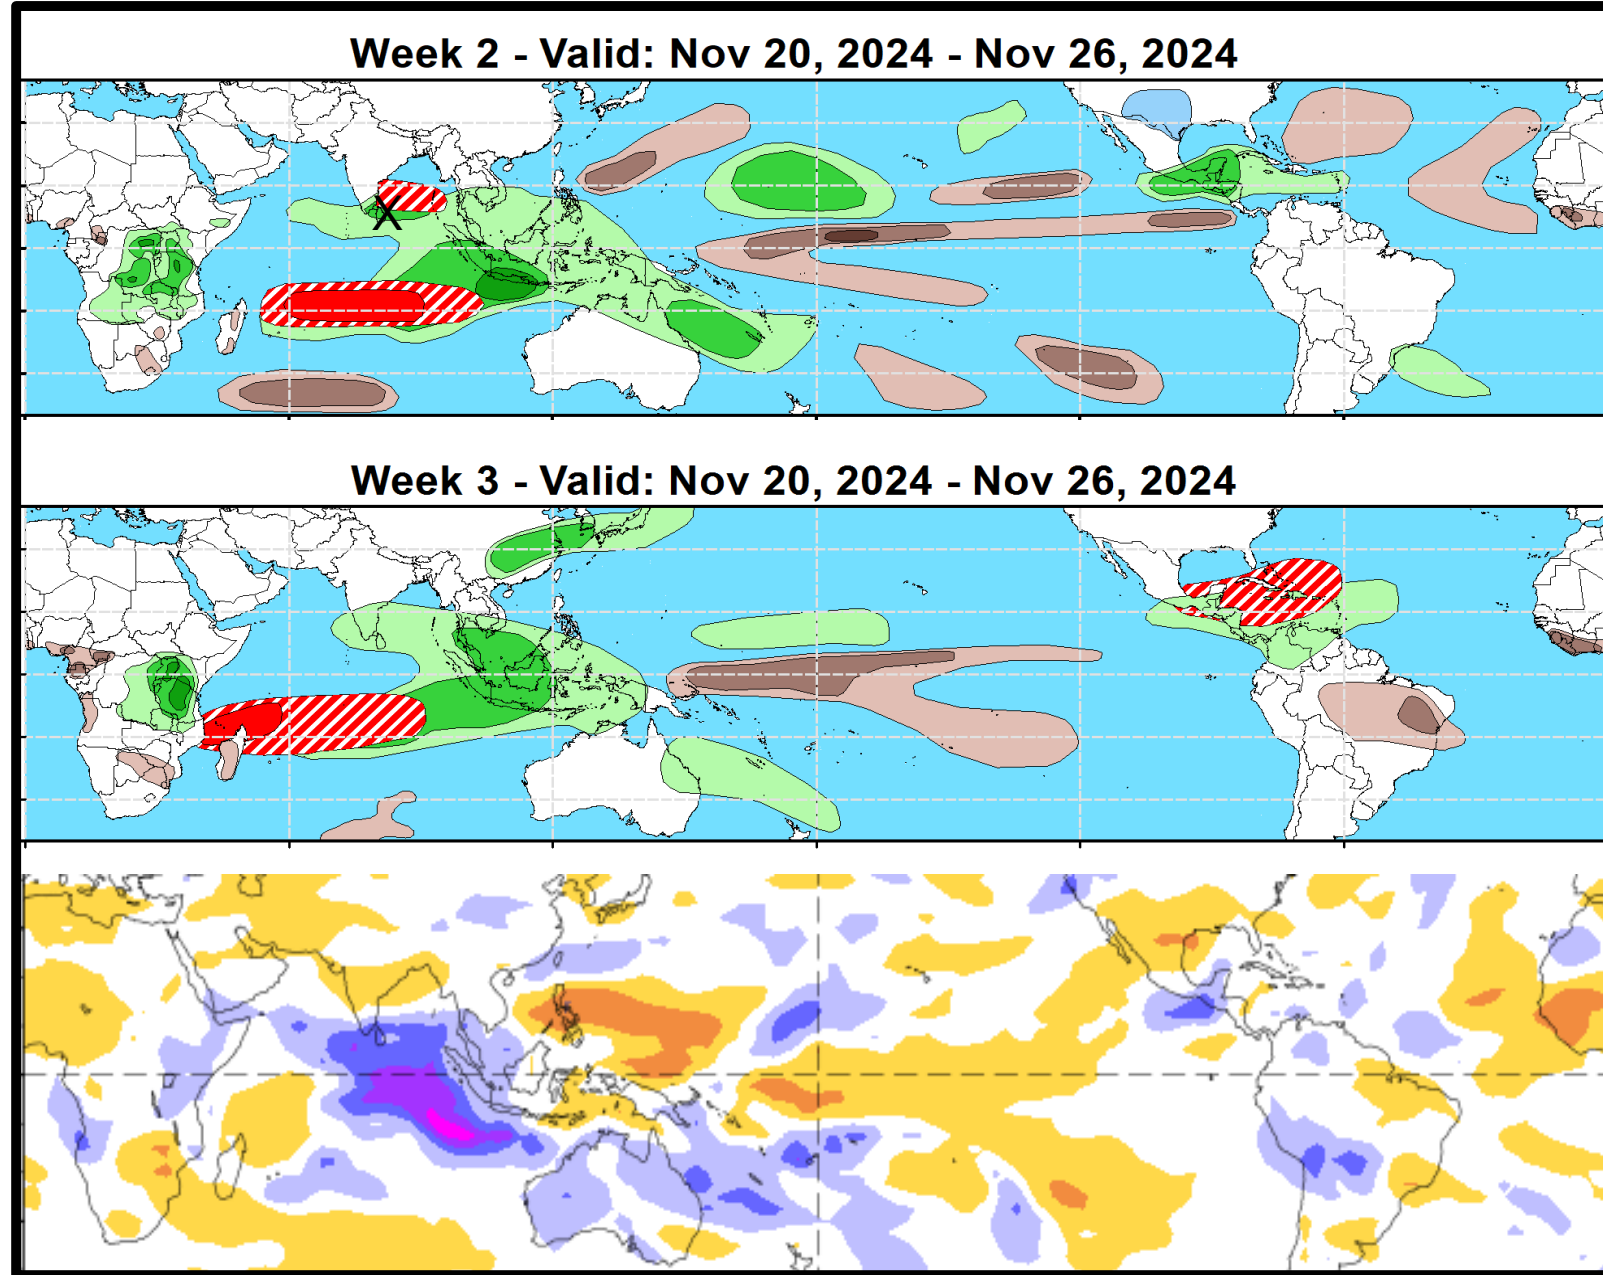 Week 2 - Valid: Nov 20, 2024 - Nov 26, 2024
X
Week 3 - Valid: Nov 20, 2024 - Nov 26, 2024